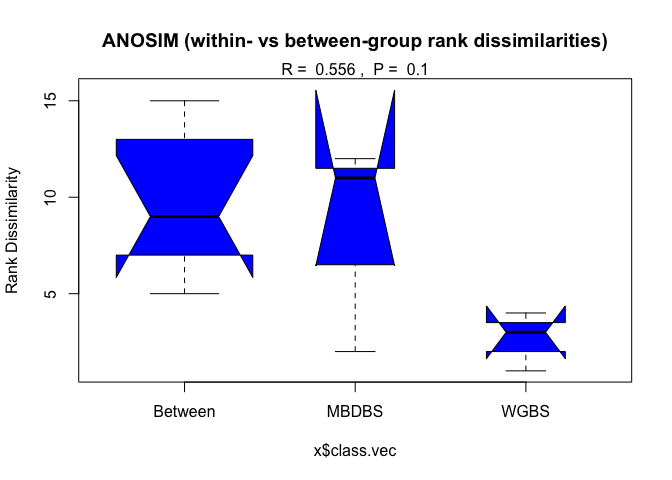 ANOSIM (within- vs between-group rank dissimilarities)
R =  0.556 ,  P =  0.1
Rank Dissimilarity
15
10
5
Between
MBDBS
WGBS
x$class.vec